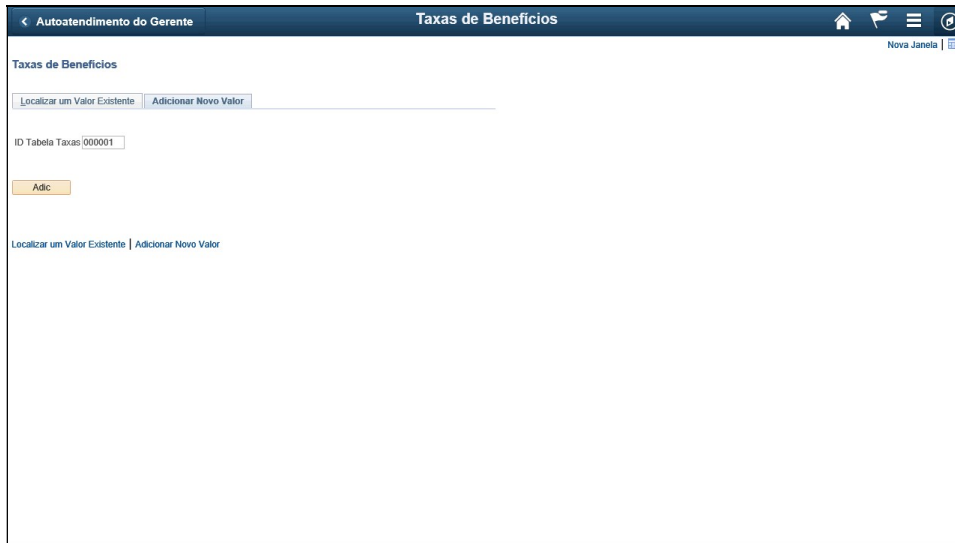 Autoatendimento do Gerente
Taxas de Benefícios
Nova Janela |
Taxas de Benefícios
Localizar um Valor Existente
Adicionar Novo Valor
ID Tabela Taxas 000001
Adic
Localizar um Valor Existente | Adicionar Novo Valor